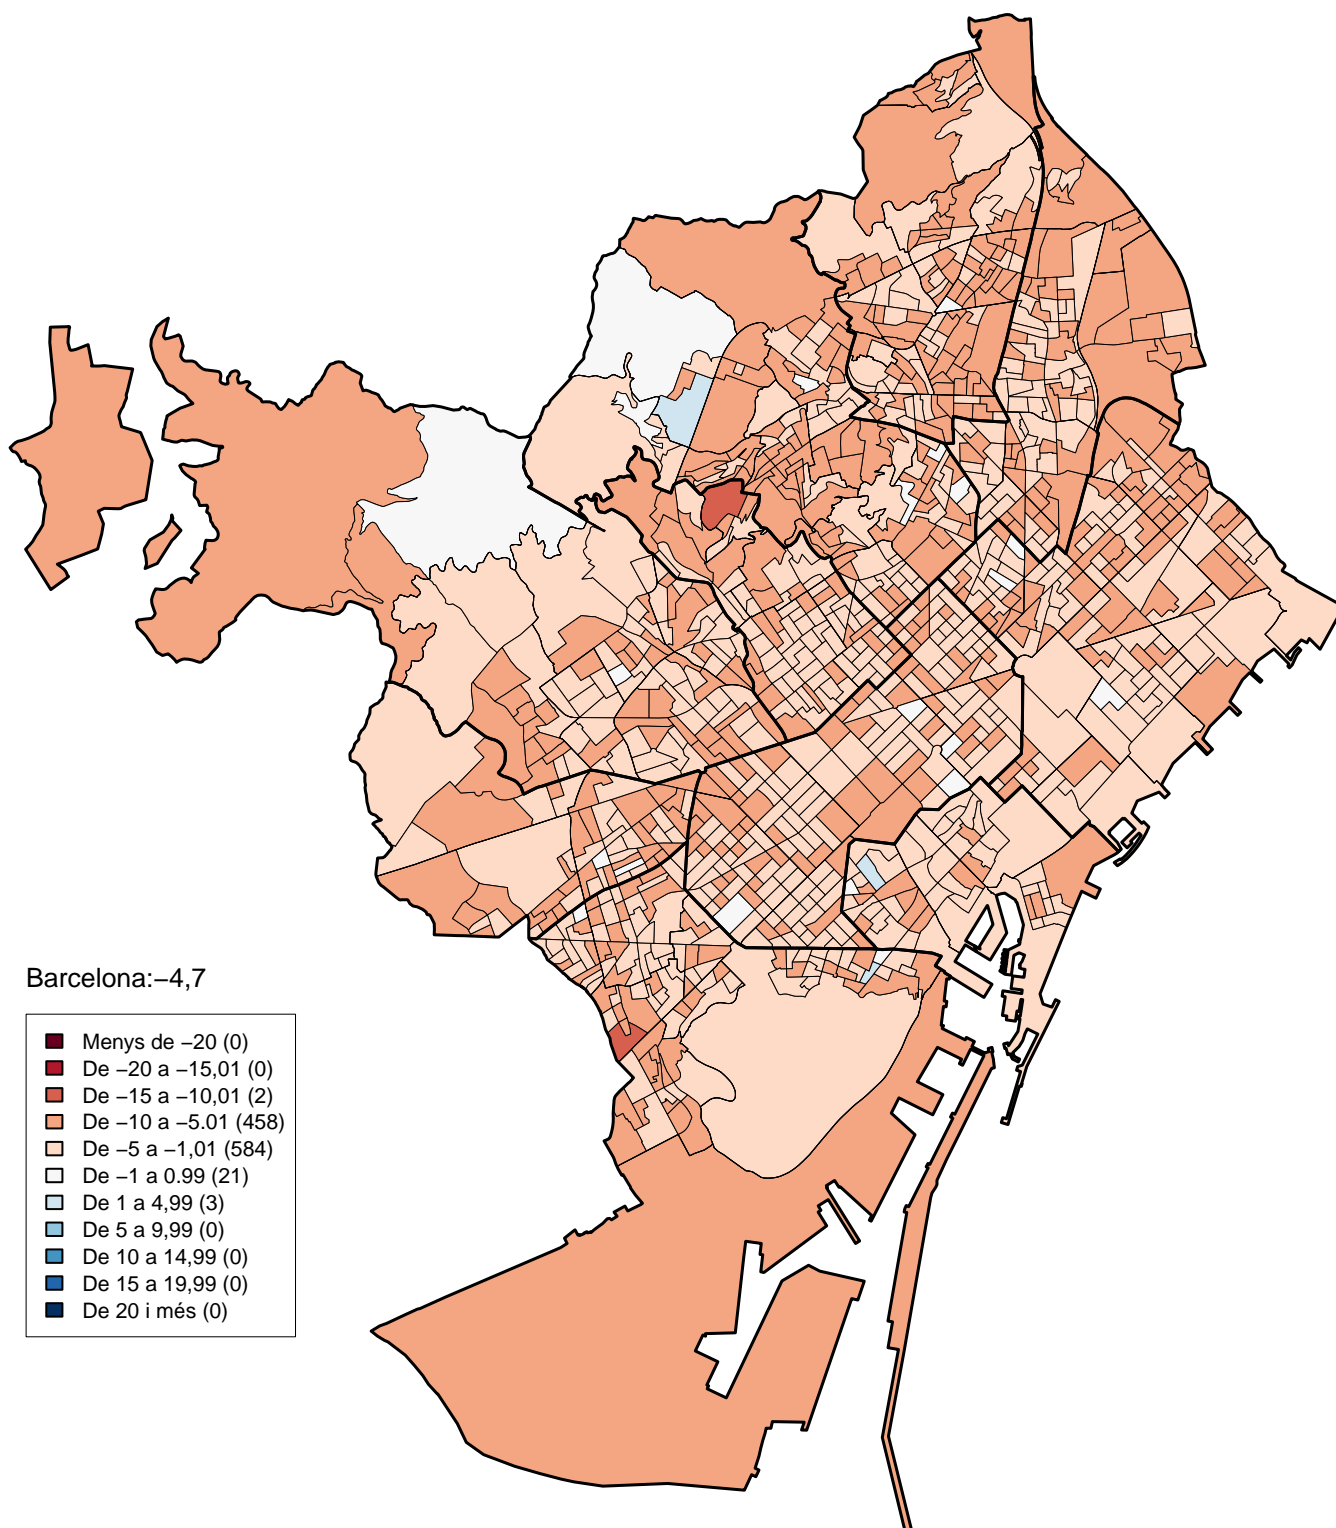 Barcelona:−4,7
Menys de −20 (0)
De −20 a −15,01 (0)
De −15 a −10,01 (2)
De −10 a −5.01 (458)
De −5 a −1,01 (584)
De −1 a 0.99 (21)
De 1 a 4,99 (3)
De 5 a 9,99 (0)
De 10 a 14,99 (0)
De 15 a 19,99 (0)
De 20 i més (0)